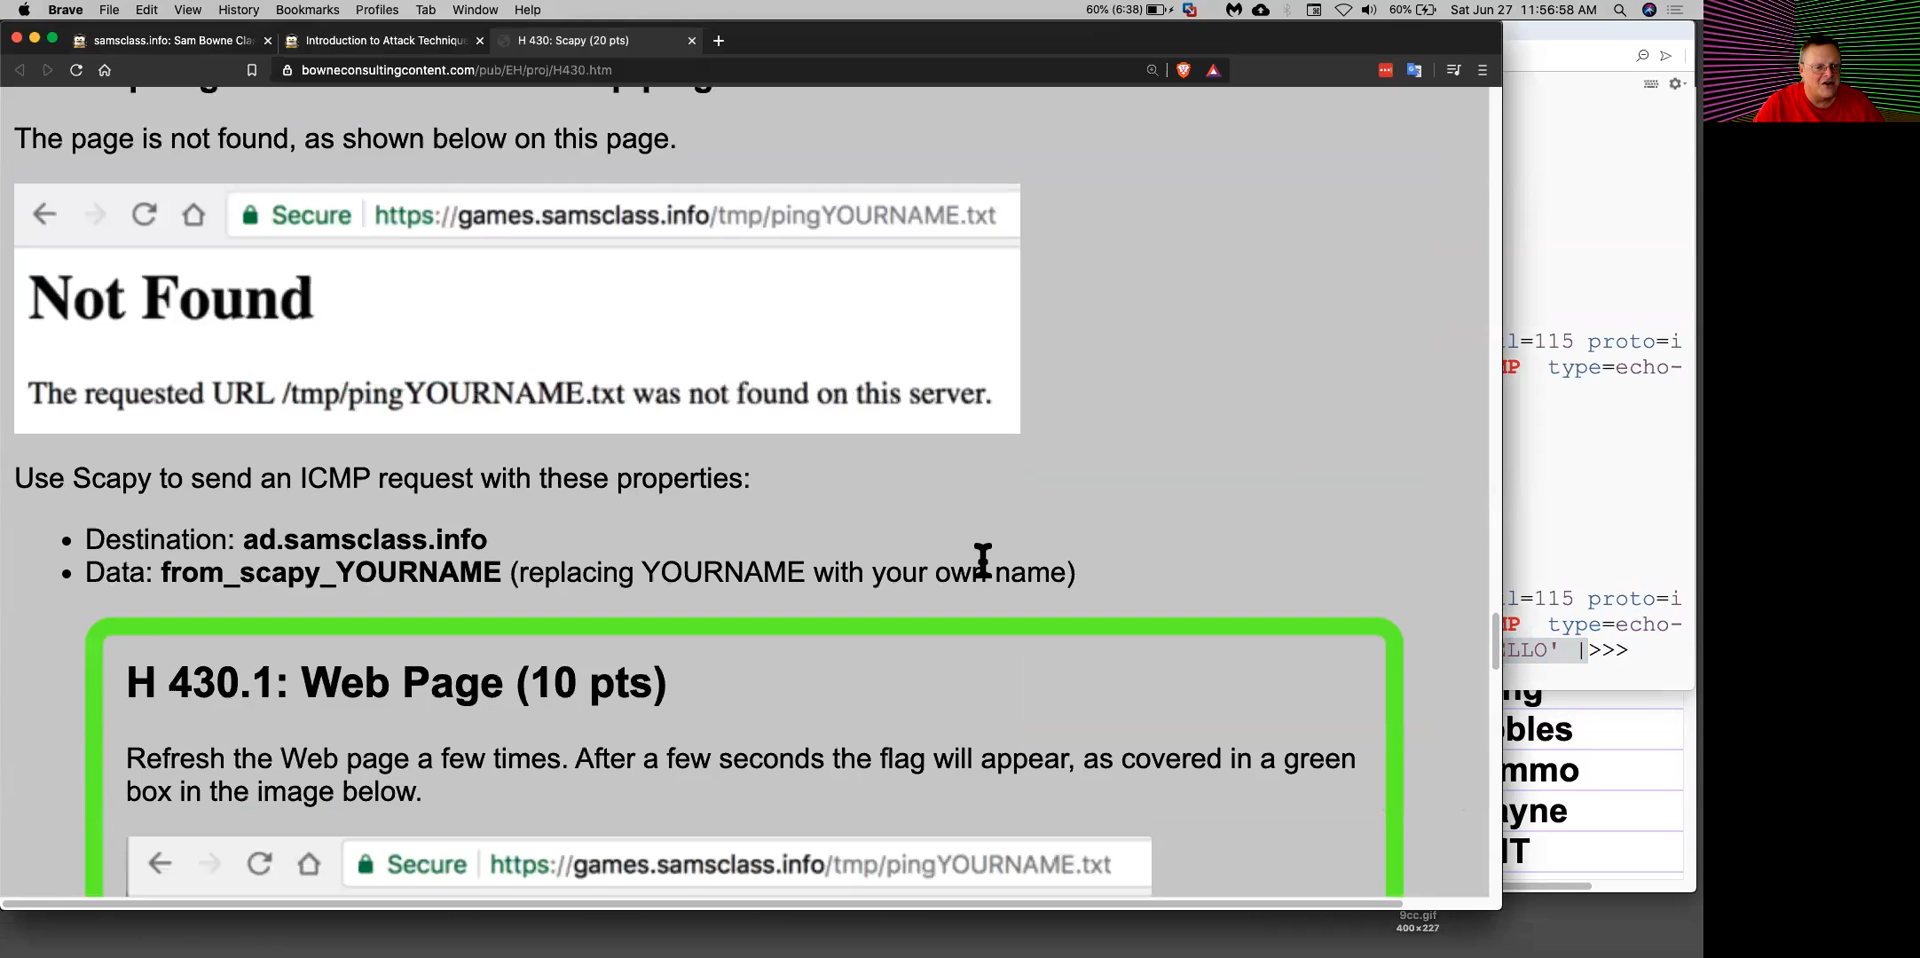 Brave File Edit View History Bookmarks Profiles Tab Window Help 60% (6:38) 60% Sat Jun 27 11:56:58 AM
samsclass.info: Sam Bowne Cla Introduction to Attack Technique H 430: Scapy (20 pts)
bowneconsultingcontent.com/pub/EH/proj/H430.htm
The page is not found, as shown below on this page.
Secure https://games.samsclass.info/tmp/pingYOURNAME.txt
Not Found
The requested URL /tmp/pingYOURNAME.txt was not found on this server.
Use Scapy to send an ICMP request with these properties:
• Destination: ad.samsclass.info
• Data: from_scapy_YOURNAME (replacing YOURNAME with your own name)
H 430.1: Web Page (10 pts)
Refresh the Web page a few times. After a few seconds the flag will appear, as covered in a green
box in the image below.
Secure https://games.samsclass.info/tmp/pingYOURNAME.txt
l=115 proto=i
MP type=echo-
l=115 proto=i
MP type=echo-
ELLO' |>>>
ng
obles
mmo
ayne
IT
9cc.gif
400×227